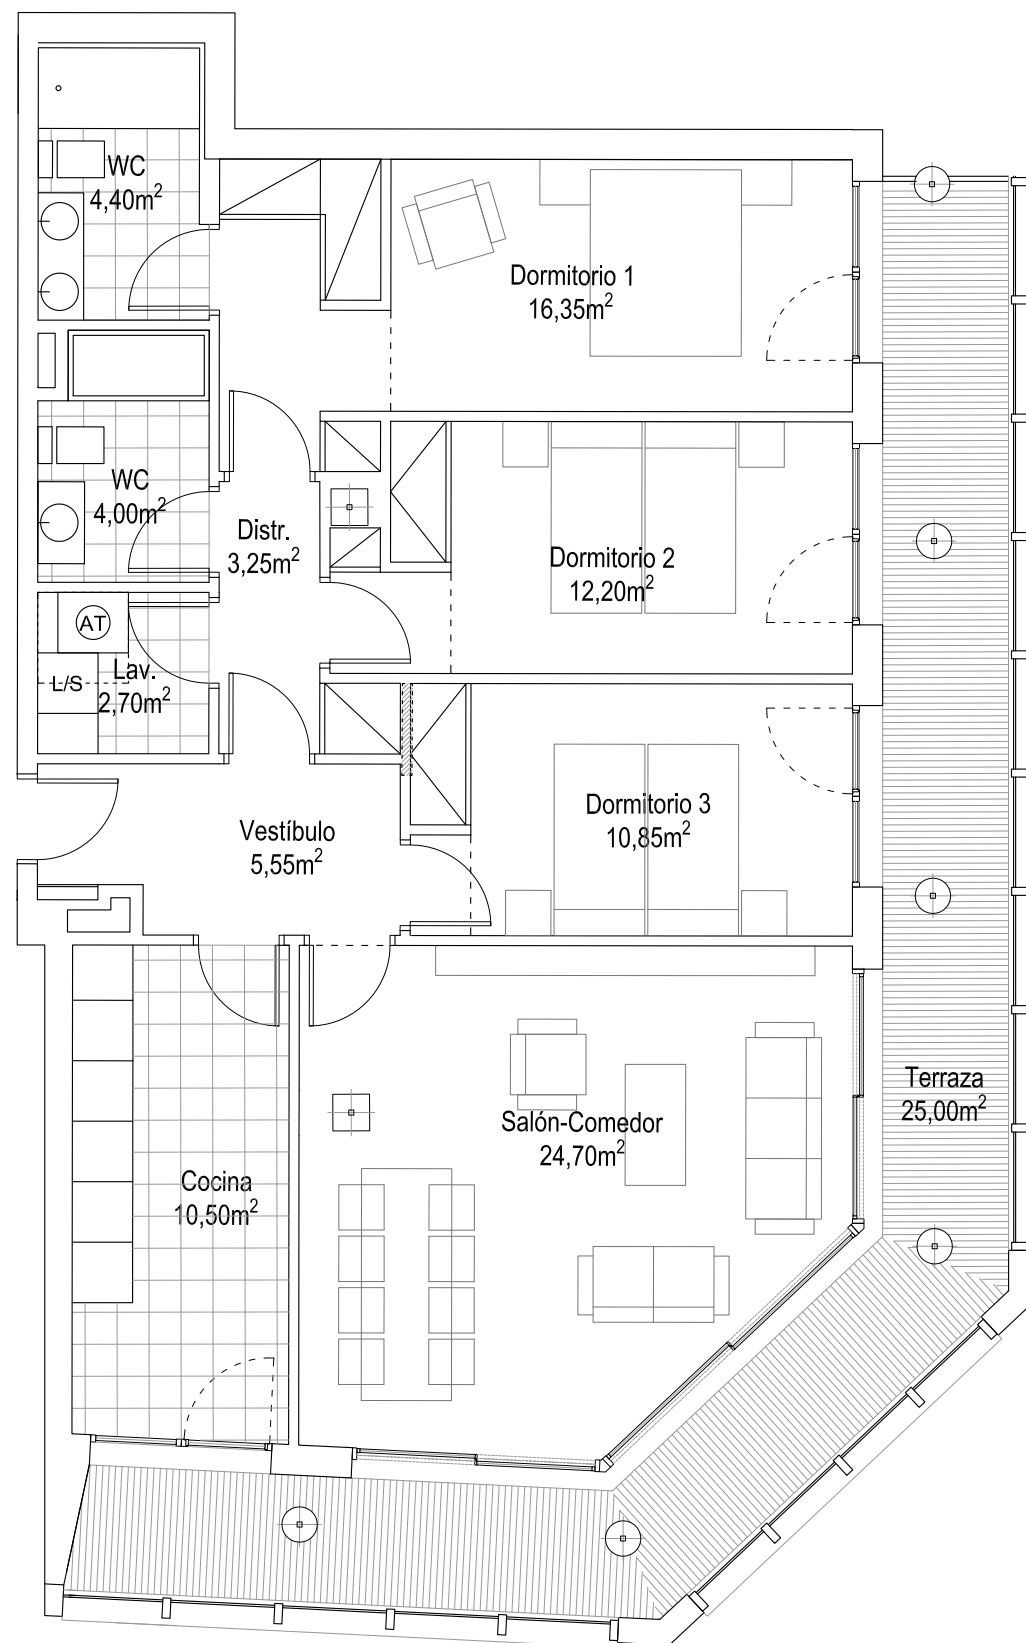 WC
4,40m²
Dormitorio 1
16,35m²
WC
4,00m²
Distr.
3,25m²
Dormitorio 2
12,20m²
AT
L/S
Lav.
2,70m²
Dormitorio 3
10,85m²
Vestíbulo
5,55m²
Terraza
25,00m²
Salón-Comedor
24,70m²
Cocina
10,50m²